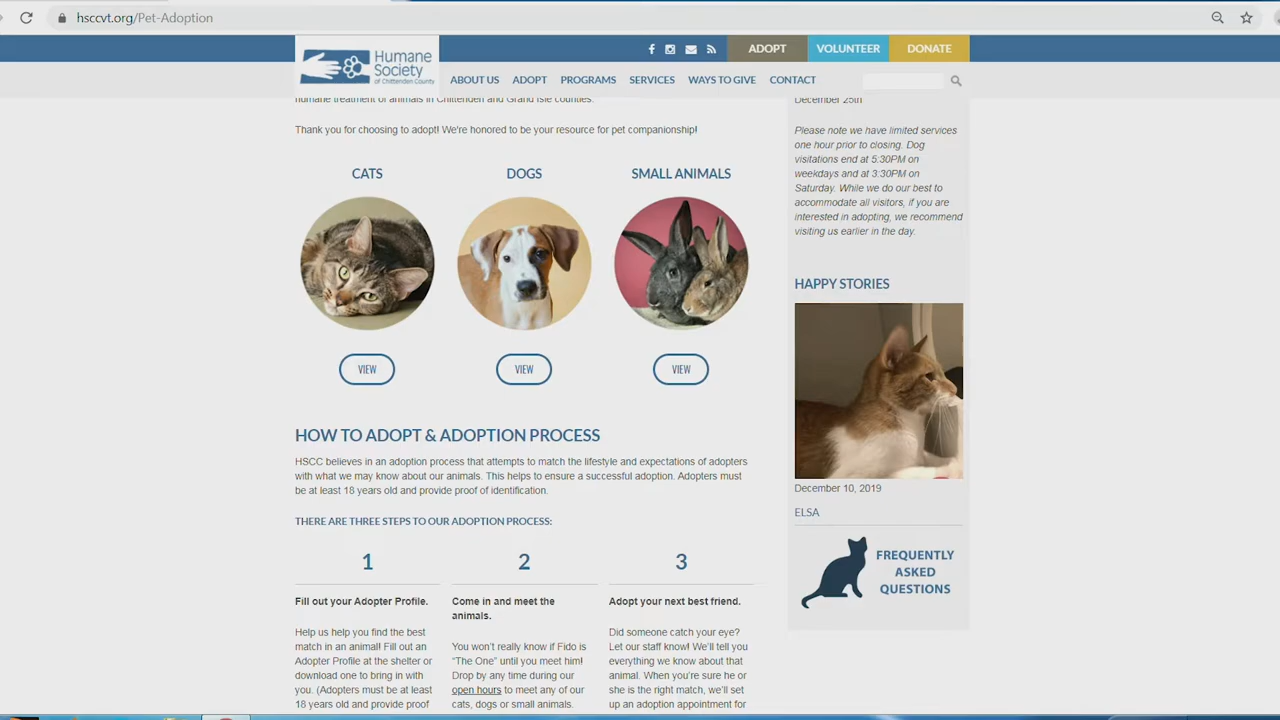 hsccvt.org/Pet-Adoption
ADOPT
VOLUNTEER
DONATE
Humane
Society
of Chittenden County
ABOUT US
ADOPT
PROGRAMS
SERVICES
WAYS TO GIVE
CONTACT
humane treatment of animals in Chittenden and Grand Isle counties.
Thank you for choosing to adopt! We're honored to be your resource for pet companionship!
CATS
DOGS
SMALL ANIMALS
VIEW
VIEW
VIEW
HOW TO ADOPT & ADOPTION PROCESS
HSCC believes in an adoption process that attempts to match the lifestyle and expectations of adopters
with what we may know about our animals. This helps to ensure a successful adoption. Adopters must
be at least 18 years old and provide proof of identification.
THERE ARE THREE STEPS TO OUR ADOPTION PROCESS:
1
Fill out your Adopter Profile.
Help us help you find the best
match in an animal! Fill out an
Adopter Profile at the shelter or
download one to bring in with
you. (Adopters must be at least
18 years old and provide proof
2
Come in and meet the
animals.
You won't really know if Fido is
"The One" until you meet him!
Drop by any time during our
open hours to meet any of our
cats, dogs or small animals.
3
Adopt your next best friend.
Did someone catch your eye?
Let our staff know! We'll tell you
everything we know about that
animal. When you're sure he or
she is the right match, we'll set
up an adoption appointment for
December 25th
Please note we have limited services
one hour prior to closing. Dog
visitations end at 5:30PM on
weekdays and at 3:30PM on
Saturday. While we do our best to
accommodate all visitors, if you are
interested in adopting, we recommend
visiting us earlier in the day.
HAPPY STORIES
December 10, 2019
ELSA
FREQUENTLY
ASKED
QUESTIONS